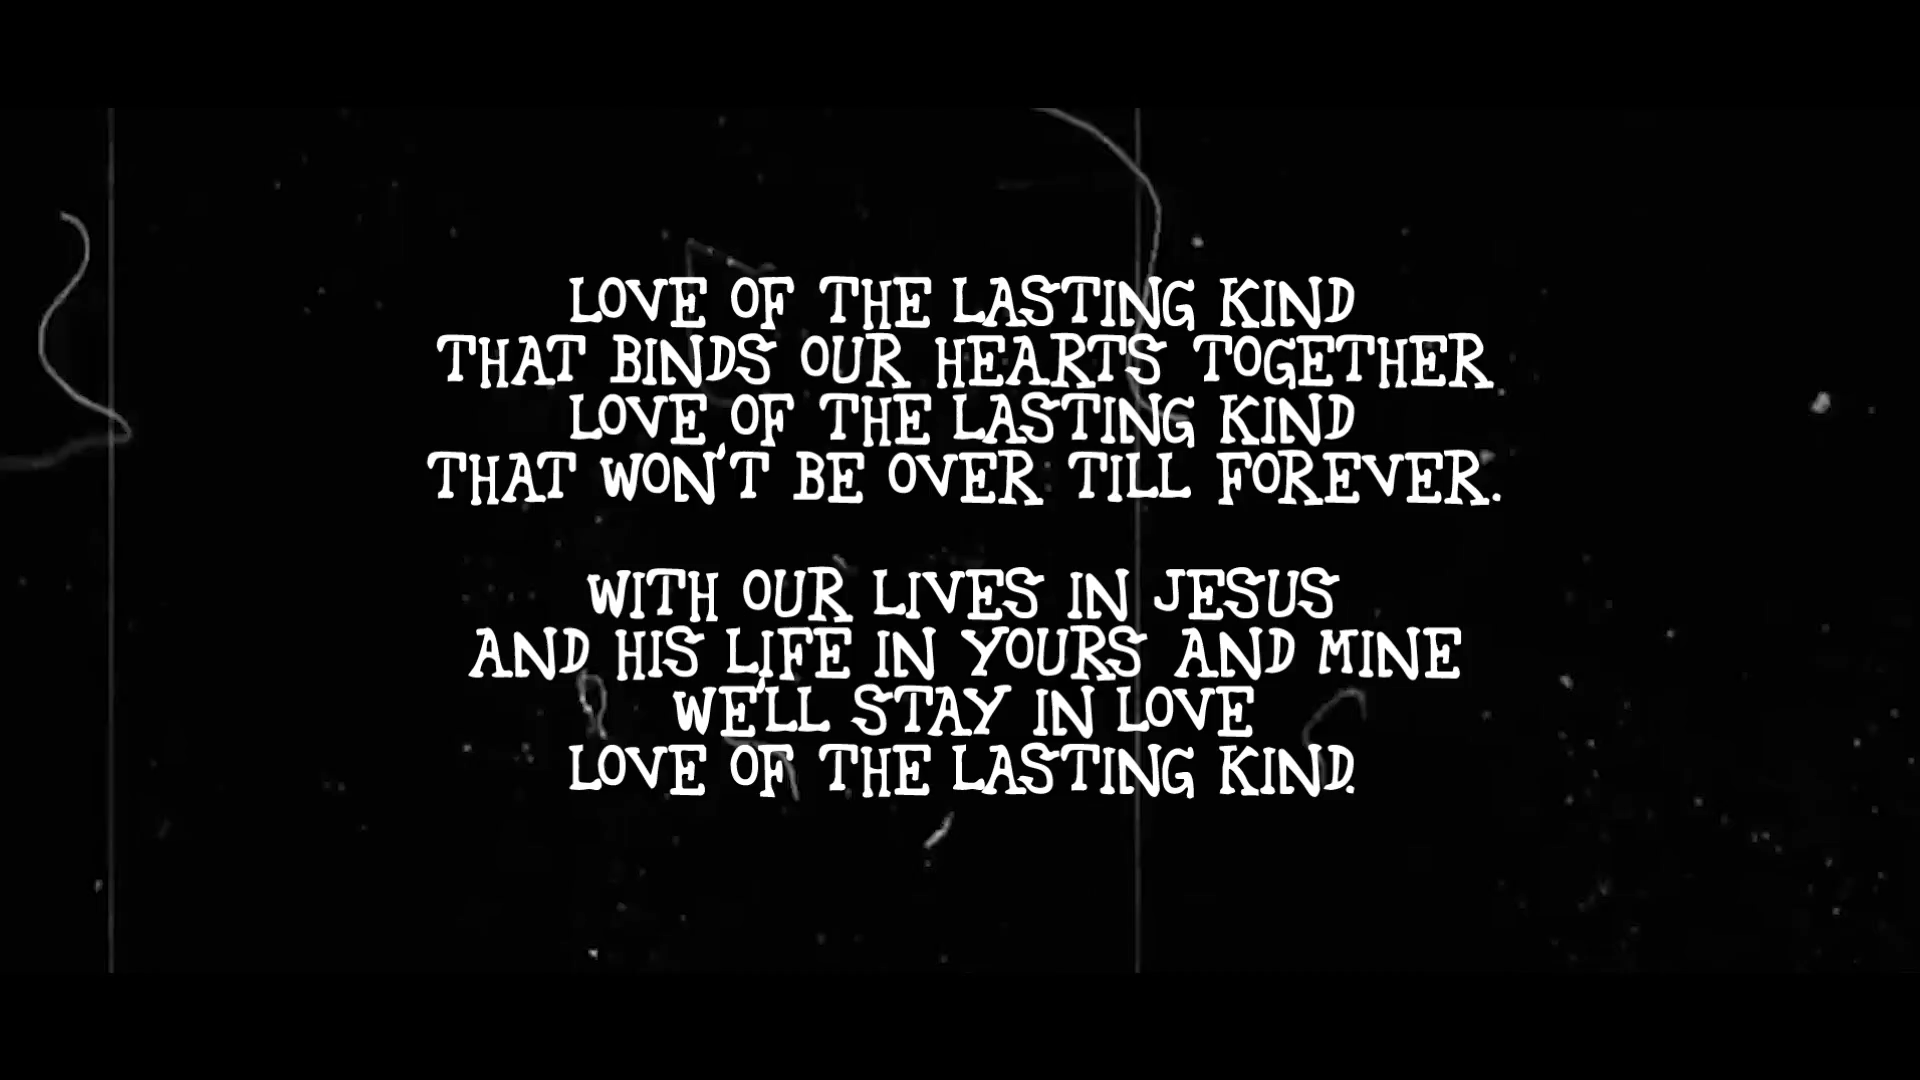 LOVE OF THE LASTING KIND
THAT BINDS OUR HEARTS TOGETHER
LOVE OF THE LASTING KIND
THAT WON'T BE OVER TILL FOREVER.
WITH OUR LIVES IN JESUS
AND HIS LIFE IN YOURS AND MINE
WE'LL STAY IN LOVE
LOVE OF THE LASTING KIND.